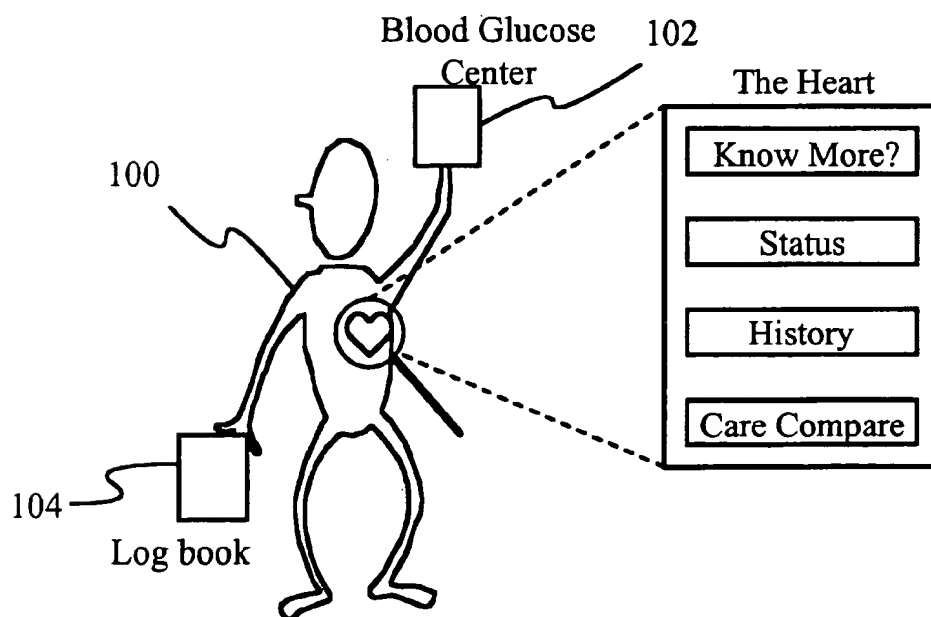 Blood Glucose
Center
102
The Heart
Know More?
100
Status
History
Care Compare
104
Log book